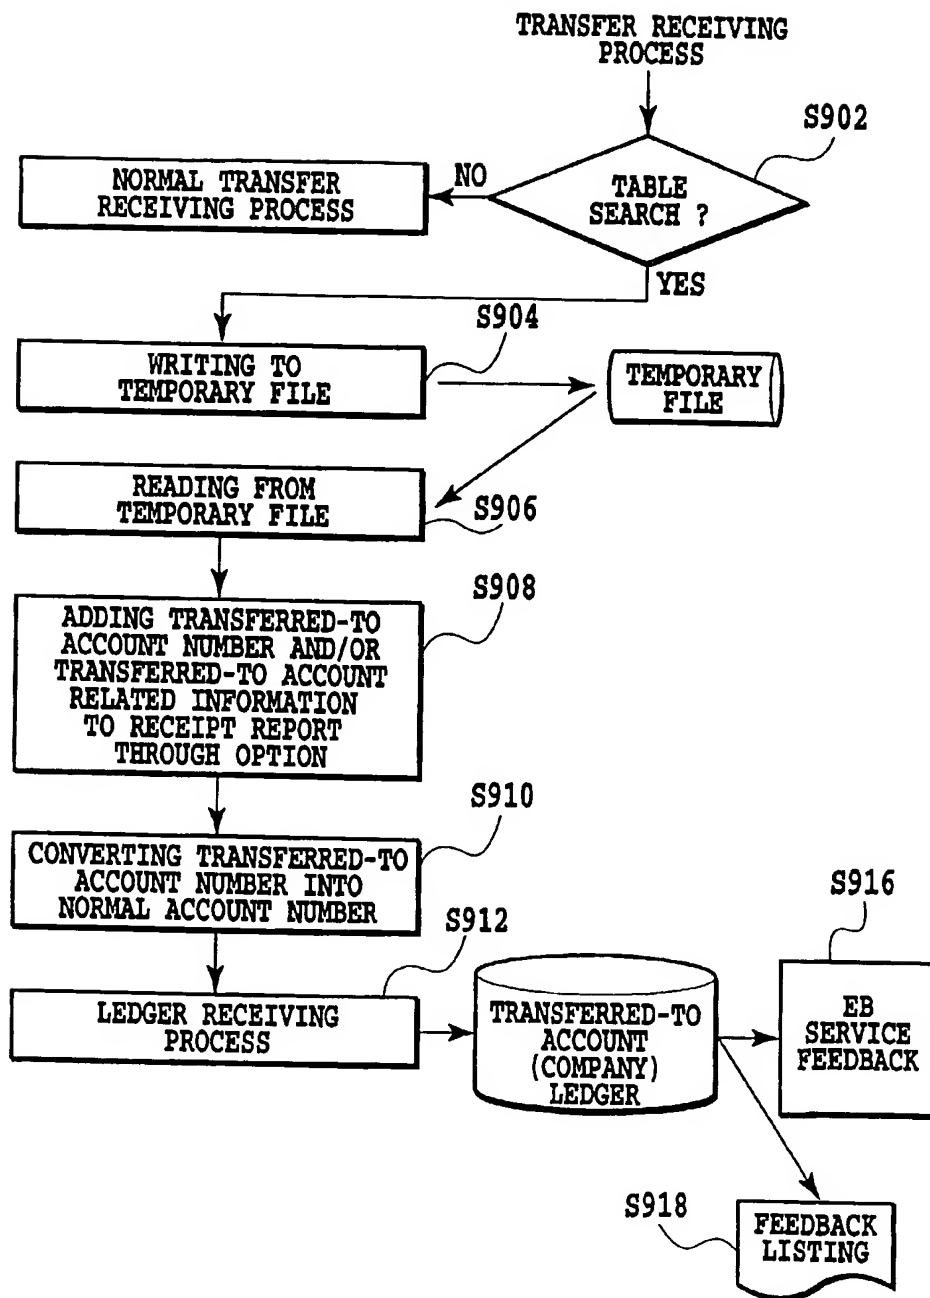 TRANSFER RECEIVING
PROCESS
S902
TABLE
SEARCH ?
NO
NORMAL TRANSFER
RECEIVING PROCESS
YES
S904
WRITING TO
TEMPORARY FILE
TEMPORARY
FILE
READING FROM
TEMPORARY FILE
S906
S908
ADDING TRANSFERRED-TO
ACCOUNT NUMBER AND/OR
TRANSFERRED-TO ACCOUNT
RELATED INFORMATION
TO RECEIPT REPORT
THROUGH OPTION
S910
CONVERTING TRANSFERRED-TO
ACCOUNT NUMBER INTO
NORMAL ACCOUNT NUMBER
S912
LEDGER RECEIVING
PROCESS
TRANSFERRED-TO
ACCOUNT
(COMPANY)
LEDGER
S916
EB
SERVICE
FEEDBACK
S918
FEEDBACK
LISTING